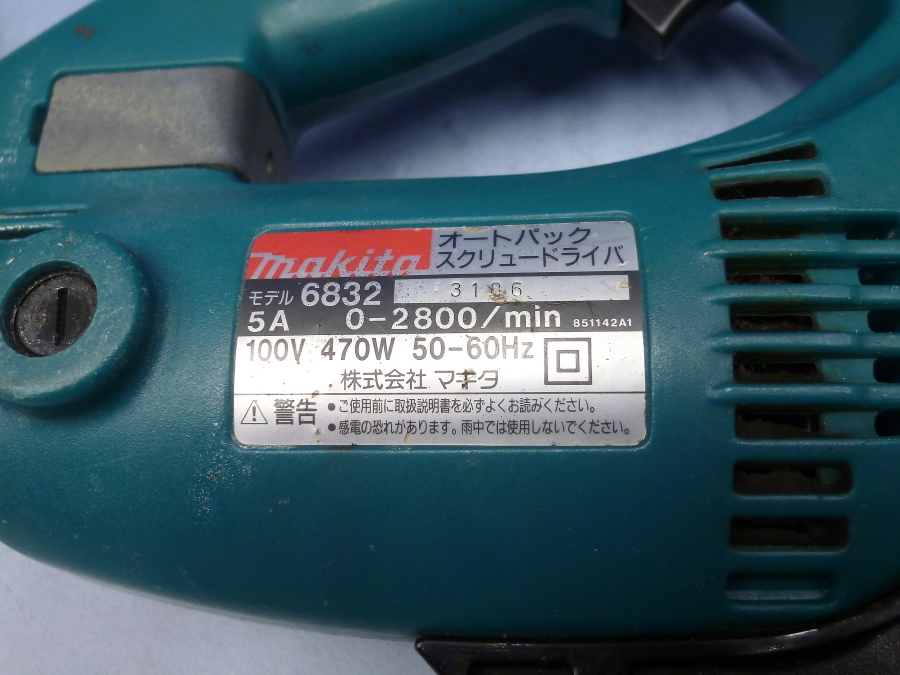 makita
オートパック
スクリュードライバ
モデル 6832 3186
5A 0-2800/min 851142A1
100V 470W 50-60Hz
株式会社 マキタ
⚠警告 ●ご使用前に取扱説明書を必ずよくお読みください。
●感電の恐れがあります。雨中では使用しないでください。